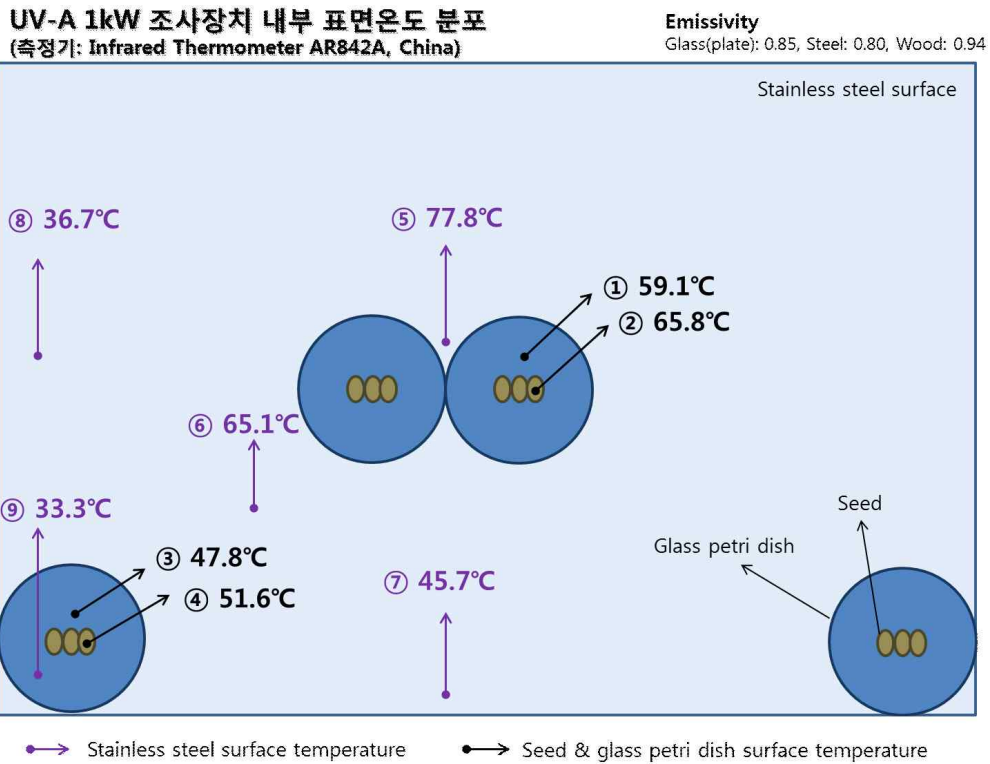 UV-A 1kW 조사장치 내부 표면온도 분포
(측정기: Infrared Thermometer AR842A, China)
Emissivity
Glass(plate): 0.85, Steel: 0.80, Wood: 0.94
Stainless steel surface
⑧ 36.7℃
⑤ 77.8℃
① 59.1℃
② 65.8℃
⑥ 65.1℃
⑨ 33.3℃
Seed
Glass petri dish
③ 47.8℃
④ 51.6℃
⑦ 45.7℃
Stainless steel surface temperature
Seed & glass petri dish surface temperature